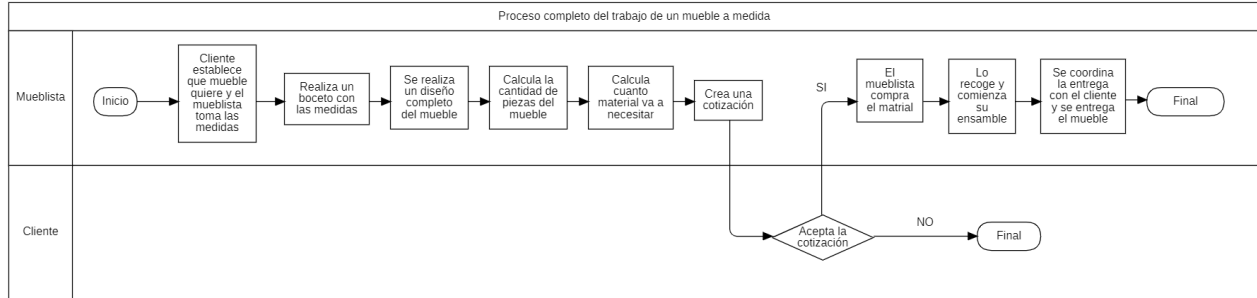 Proceso completo del trabajo de un mueble a medida
Mueblista
Inicio
Cliente
establece
que mueble
quiere y el
mueblista
toma las
medidas
Realiza un
boceto con
las medidas
Se realiza
un diseño
completo
del mueble
Calcula la
cantidad de
piezas del
mueble
Calcula
cuanto
material va a
necesitar
Crea una
cotización
SI
El
mueblista
compra
el matrial
Lo
recoge y
comienza
su
ensamble
Se coordina
la entrega
con el cliente
y se entrega
el mueble
Final
Cliente
Acepta la
cotización
NO
Final